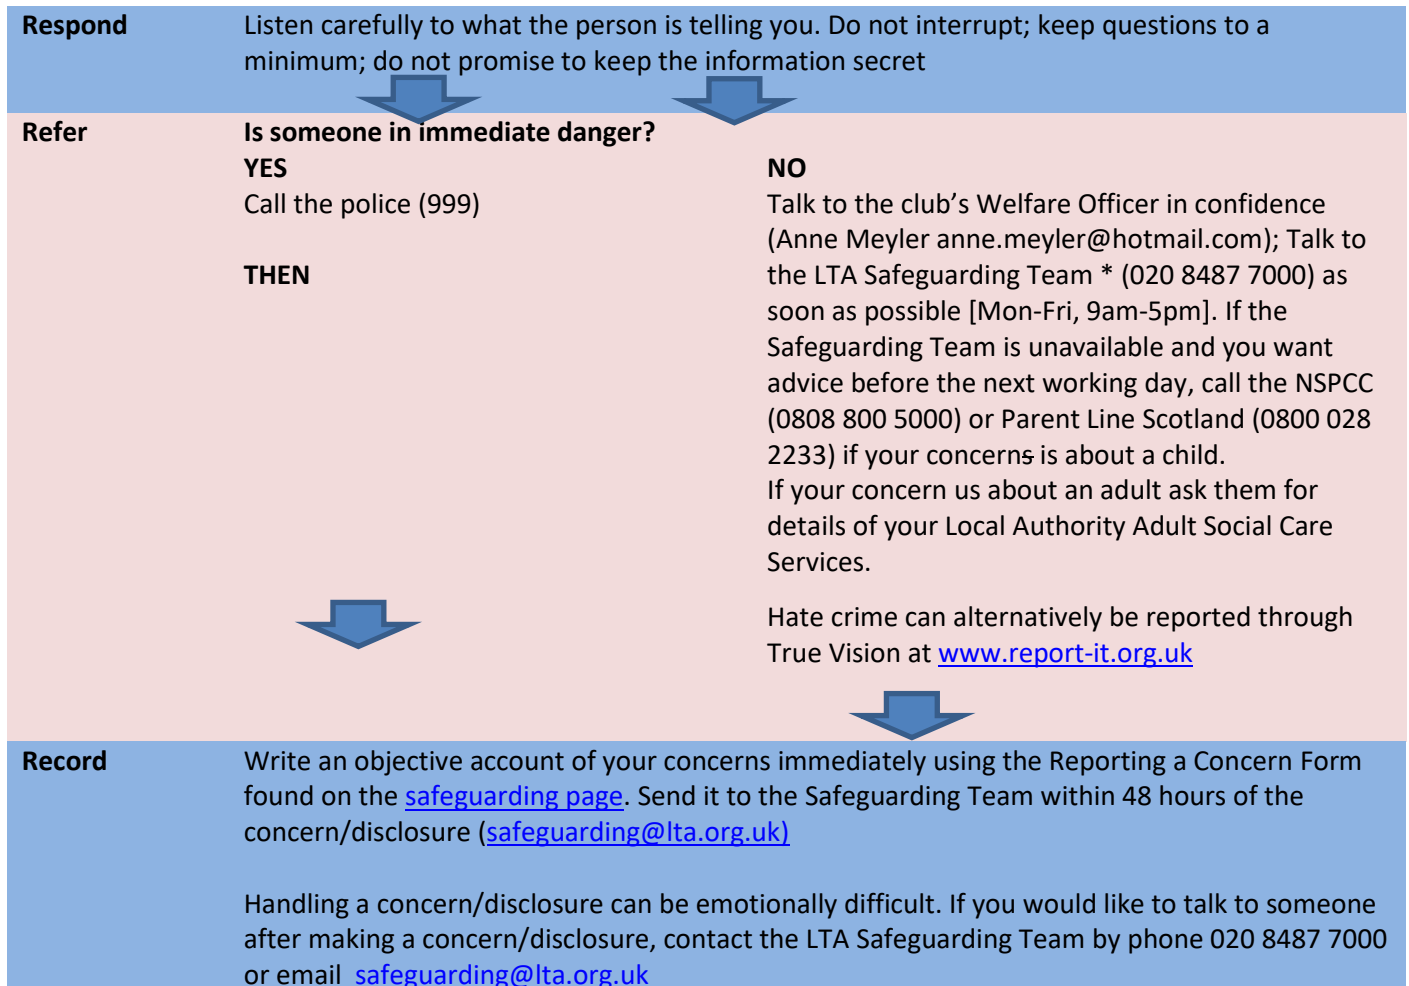 Respond
Listen carefully to what the person is telling you. Do not interrupt; keep questions to a
minimum; do not promise to keep the information secret
Refer
Is someone in immediate danger?
YES
Call the police (999)
THEN
NO
Talk to the club’s Welfare Officer in confidence
(Anne Meyler anne.meyler@hotmail.com); Talk to
the LTA Safeguarding Team * (020 8487 7000) as
soon as possible [Mon-Fri, 9am-5pm]. If the
Safeguarding Team is unavailable and you want
advice before the next working day, call the NSPCC
(0808 800 5000) or Parent Line Scotland (0800 028
2233) if your concerns is about a child.
If your concern us about an adult ask them for
details of your Local Authority Adult Social Care
Services.
Hate crime can alternatively be reported through
True Vision at www.report-it.org.uk
Record
Write an objective account of your concerns immediately using the Reporting a Concern Form
found on the safeguarding page. Send it to the Safeguarding Team within 48 hours of the
concern/disclosure (safeguarding@lta.org.uk)
Handling a concern/disclosure can be emotionally difficult. If you would like to talk to someone
after making a concern/disclosure, contact the LTA Safeguarding Team by phone 020 8487 7000
or email safeguarding@lta.org.uk